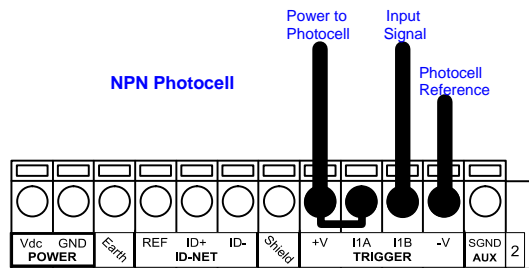 Power to
Photocell
Input
Signal
Photocell
Reference
NPN Photocell
Vdc GND Earth REF ID+ ID- Shield +V I1A I1B -V SGND
POWER ID-NET TRIGGER AUX 2